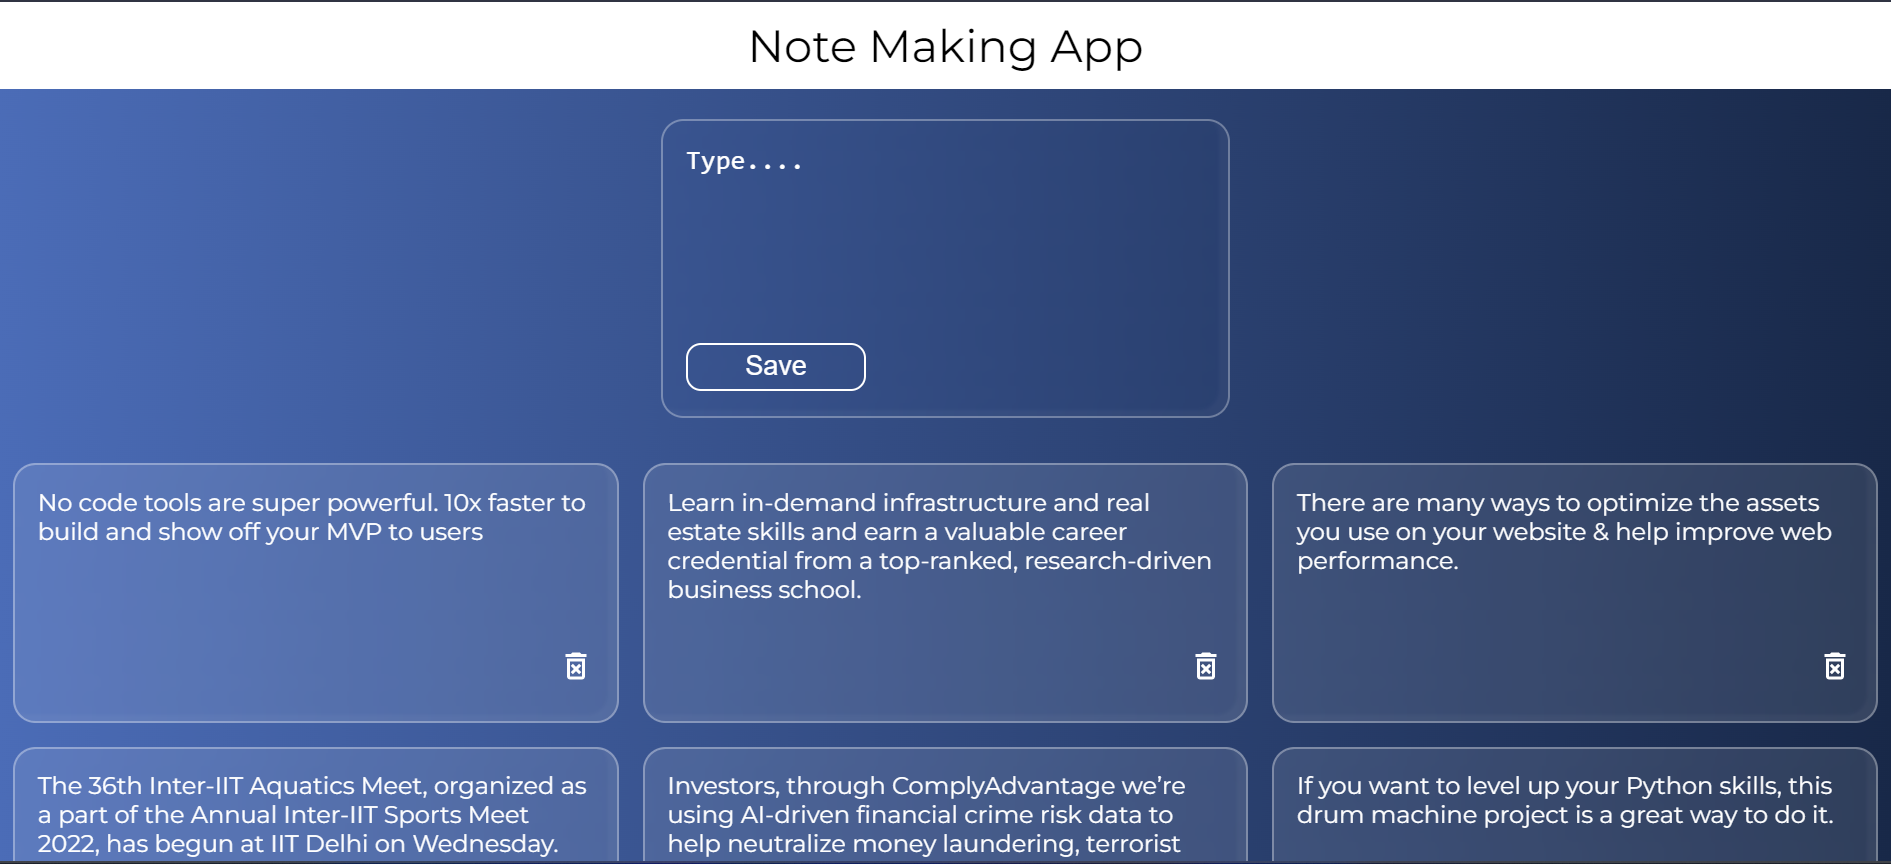 Note Making App
Type....
Save
No code tools are super powerful. 10x faster to
build and show off your MVP to users
Learn in-demand infrastructure and real
estate skills and earn a valuable career
credential from a top-ranked, research-driven
business school.
There are many ways to optimize the assets
you use on your website & help improve web
performance.
The 36th Inter-IIT Aquatics Meet, organized as
a part of the Annual Inter-IIT Sports Meet
2022, has begun at IIT Delhi on Wednesday.
Investors, through ComplyAdvantage we’re
using AI-driven financial crime risk data to
help neutralize money laundering, terrorist
If you want to level up your Python skills, this
drum machine project is a great way to do it.